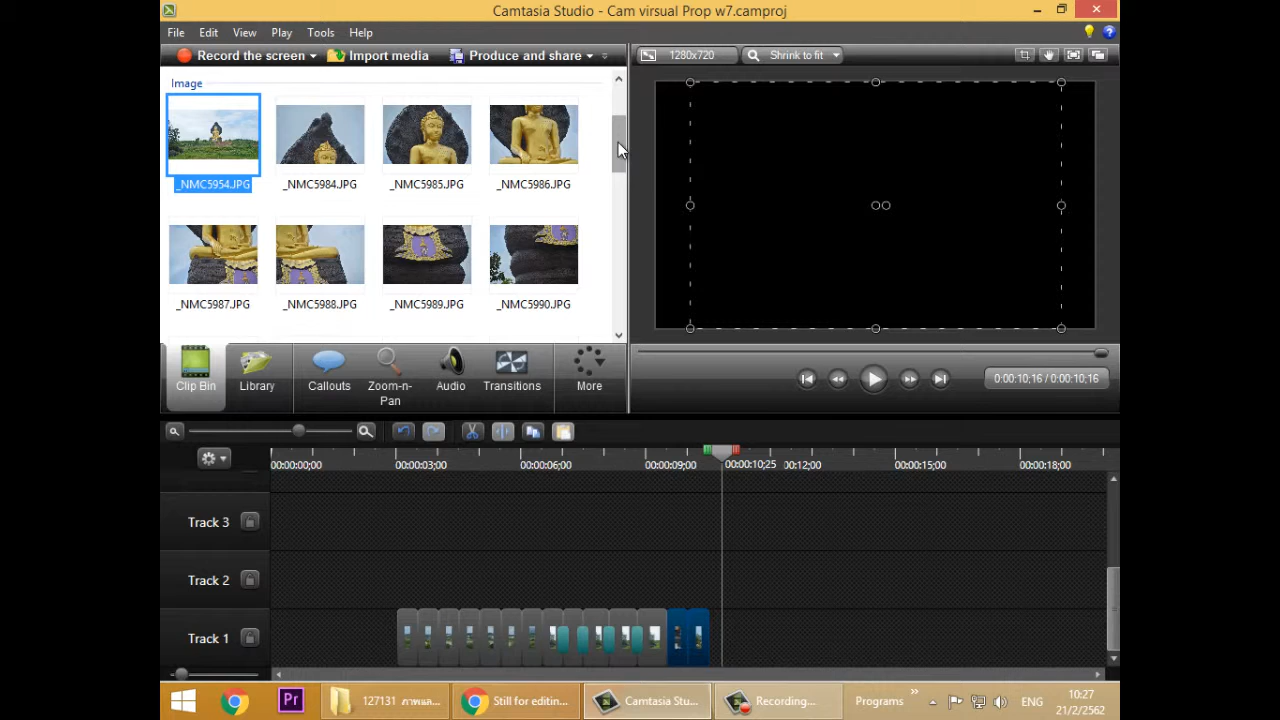 Camtasia Studio - Cam virsual Prop w7.camproj
File Edit View Play Tools Help
Record the screen Import media Produce and share 1280x720 Shrink to fit
Image
_NMC5954.JPG _NMC5984.JPG _NMC5985.JPG _NMC5986.JPG
_NMC5987.JPG _NMC5988.JPG _NMC5989.JPG _NMC5990.JPG
Clip Bin Library Callouts Zoom-n-Pan Audio Transitions More
0:00:10;16 / 0:00:10;16
00:00:00;00 00:00:03;00 00:00:06;00 00:00:09;00 00:00:10;25 00:12;00 00:00:15;00 00:00:18;00
Track 3
Track 2
Track 1
Pr 127131 ภาพแล... Still for editin... Camtasia Stu... Recording... Programs ENG 10:27
21/2/2562